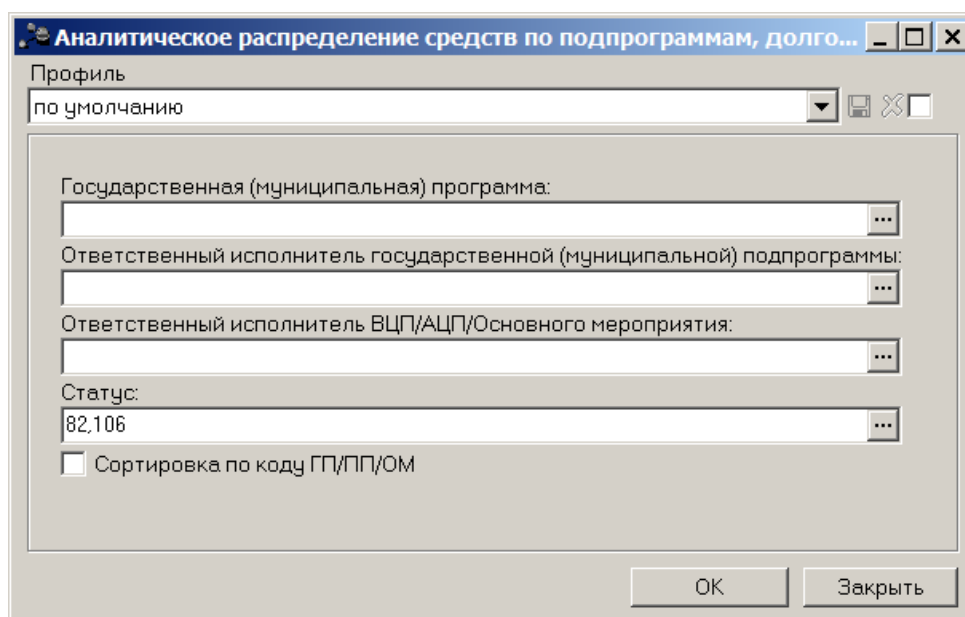 Аналитическое распределение средств по подпрограммам, долго...
Профиль
по умолчанию
Государственная (муниципальная) программа:
Ответственный исполнитель государственной (муниципальной) подпрограммы:
Ответственный исполнитель ВЦП/АЦП/Основного мероприятия:
Статус:
82,106
Сортировка по коду ГП/ПП/ОМ
OK
Закрыть